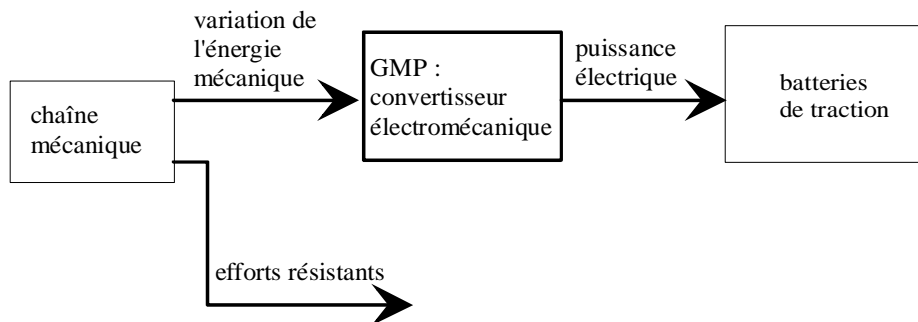 variation de
l'énergie
mécanique
chaîne
mécanique
GMP :
convertisseur
électromécanique
puissance
électrique
batteries
de traction
efforts résistants